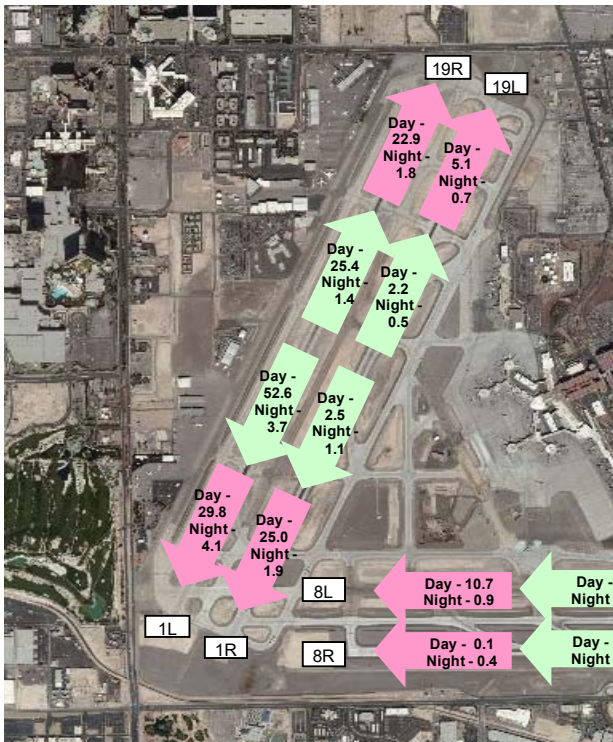 19R
19L
Day -
22.9
Night -
1.8
Day -
5.1
Night -
0.7
Day -
25.4
Night -
1.4
Day -
2.2
Night -
0.5
Day -
52.6
Night -
3.7
Day -
2.5
Night -
1.1
Day -
29.8
Night -
4.1
Day -
25.0
Night -
1.9
8L
Day - 10.7
Night - 0.9
Day -
Night
1L
1R
8R
Day - 0.1
Night - 0.4
Day -
Night